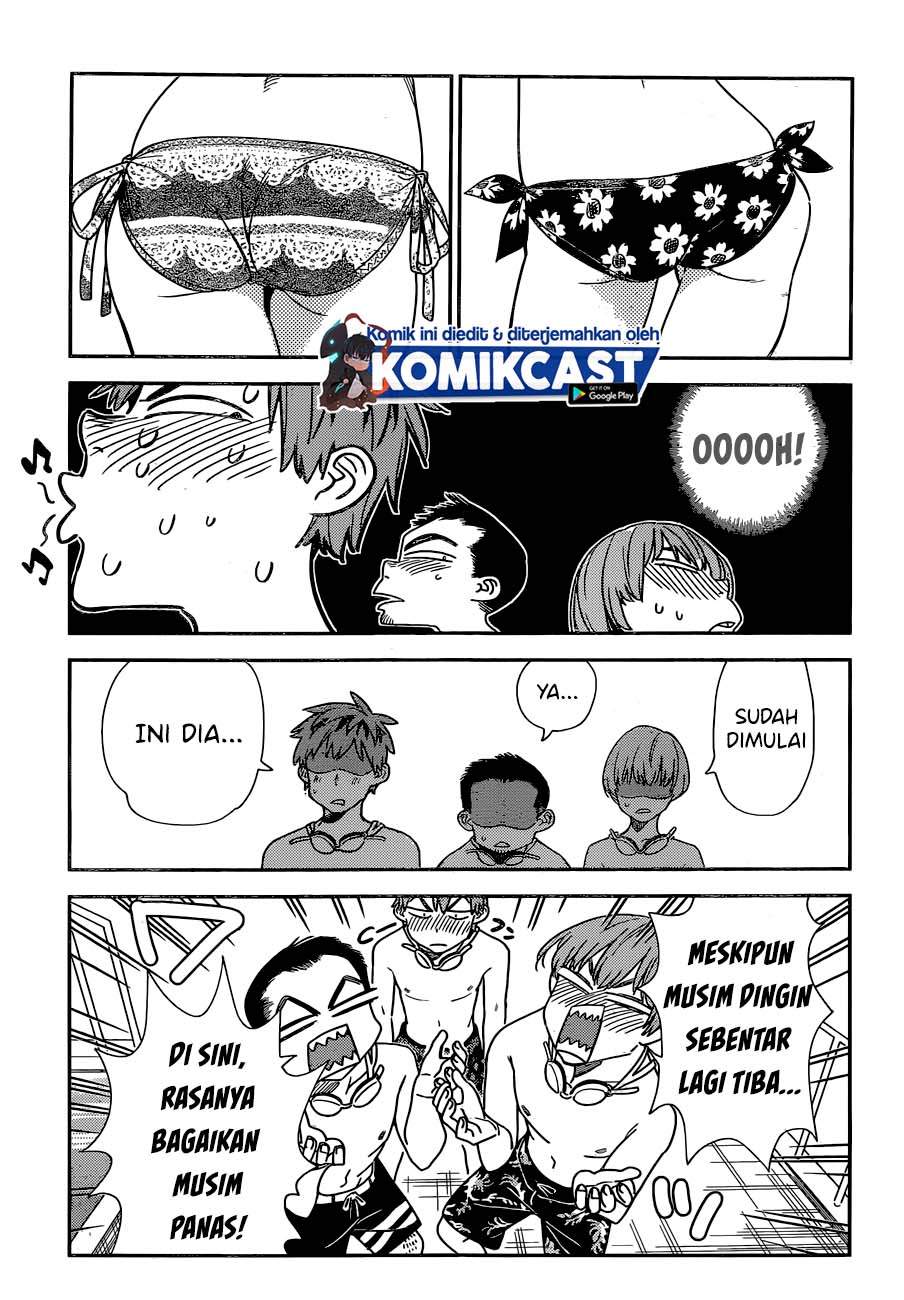 Komik ini diedit & diterjemahkan oleh
KOMIKCAST
GET IT ON
Google Play
OOOOH!
SUDAH
DIMULAI
YA...
INI DIA...
MESKIPUN
MUSIM DINGIN
SEBENTAR
LAGI TIBA...
DI SINI,
RASANYA
BAGAIKAN
MUSIM
PANAS!